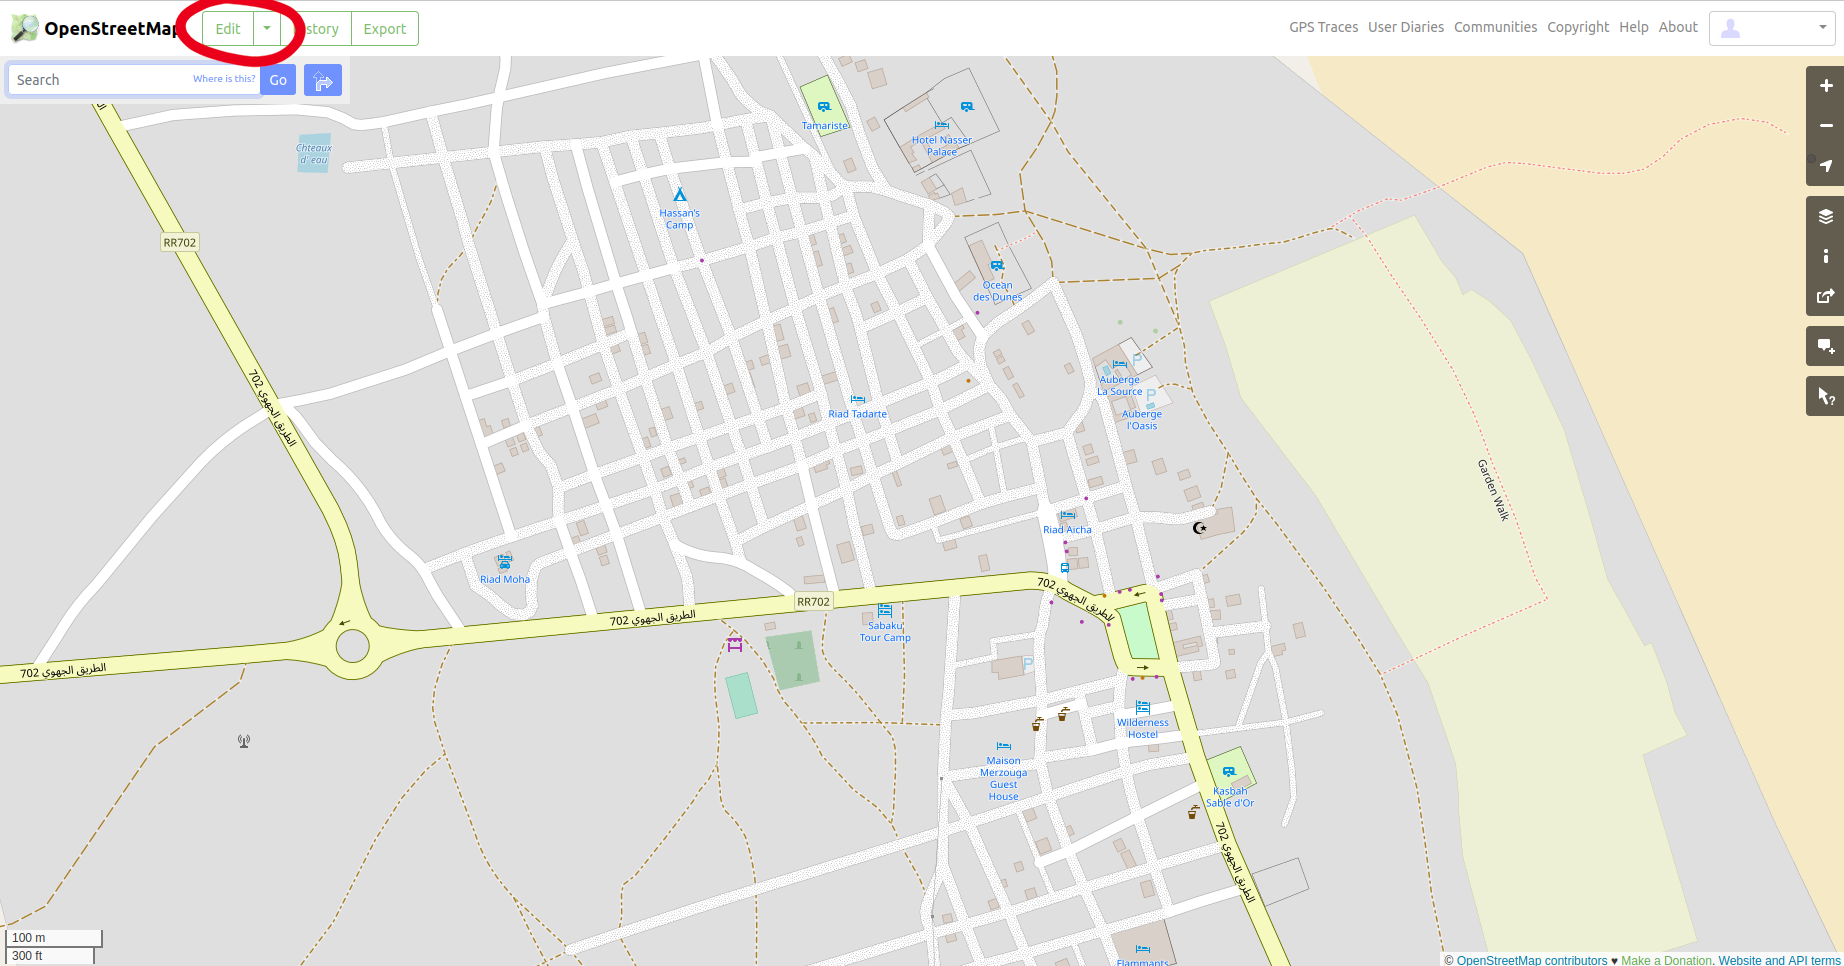 OpenStreetMap
Edit
Export
GPS Traces
User Diaries
Communities
Copyright
Help
About
Search
Where is this?
Go
Tamariste
Hotel Nasser
Palace
Chteaux
d'eau
Hassan's
Camp
RR702
Ocean
des Dunes
Auberge
La Source
P
P
Auberge
l'Oasis
الطريق الجهوي 702
Riad Tadarte
Garden Walk
Riad Aicha
Riad Moha
RR702
الطريق الجهوي 702
الطريق الجهوي 702
Sabaku
Tour Camp
الطريق الجهوي 702
P
Wilderness
Hostel
Maison
Merzouga
Guest
House
Kasbah
Sable d'Or
الطريق الجهوي 702
100 m
300 ft
Flammants
© OpenStreetMap contributors ♥ Make a Donation. Website and API terms